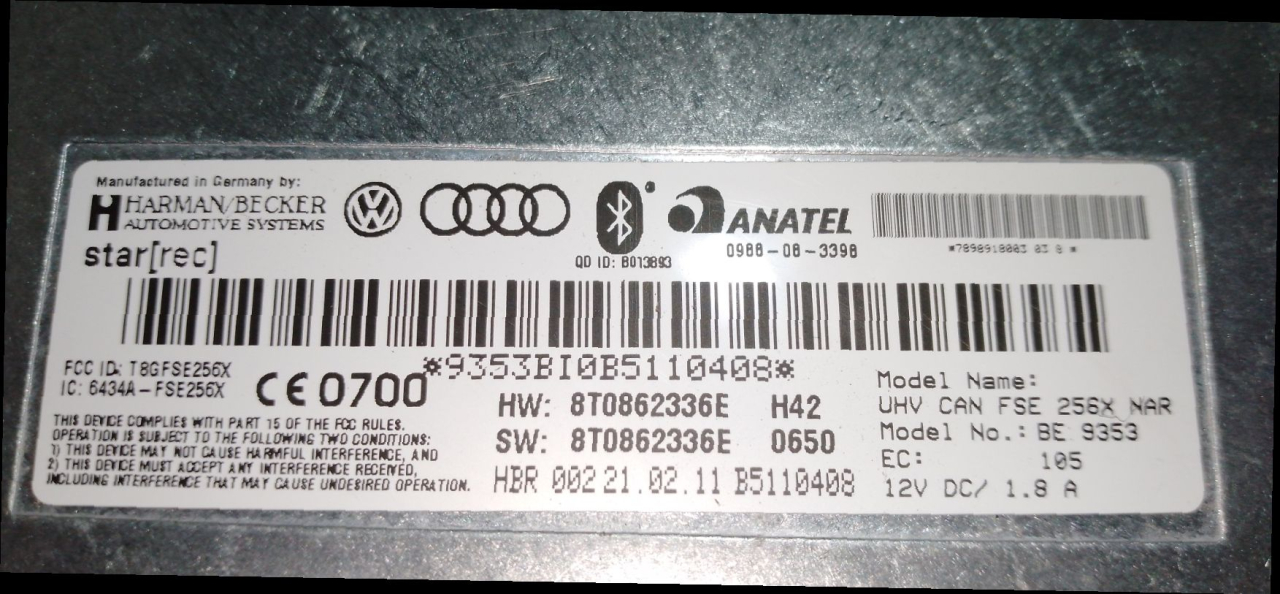 Manufactured in Germany by:
HARMAN/BECKER
AUTOMOTIVE SYSTEMS
star[rec]
QD ID: B013893
ANATEL
0988-08-3398
*9353BI0B5110408*
FCC ID: T8GFSE256X
IC: 6434A-FSE256X
CE 0700
THIS DEVICE COMPLIES WITH PART 15 OF THE FCC RULES.
OPERATION IS SUBJECT TO THE FOLLOWING TWO CONDITIONS:
1) THIS DEVICE MAY NOT CAUSE HARMFUL INTERFERENCE, AND
2) THIS DEVICE MUST ACCEPT ANY INTERFERENCE RECEIVED,
INCLUDING INTERFERENCE THAT MAY CAUSE UNDESIRED OPERATION.
HW: 8T0862336E H42
SW: 8T0862336E 0650
HBR 002 21.02.11 B5110408
Model Name:
UHV CAN FSE 256X NAR
Model No.: BE 9353
EC: 105
12V DC/ 1.8 A